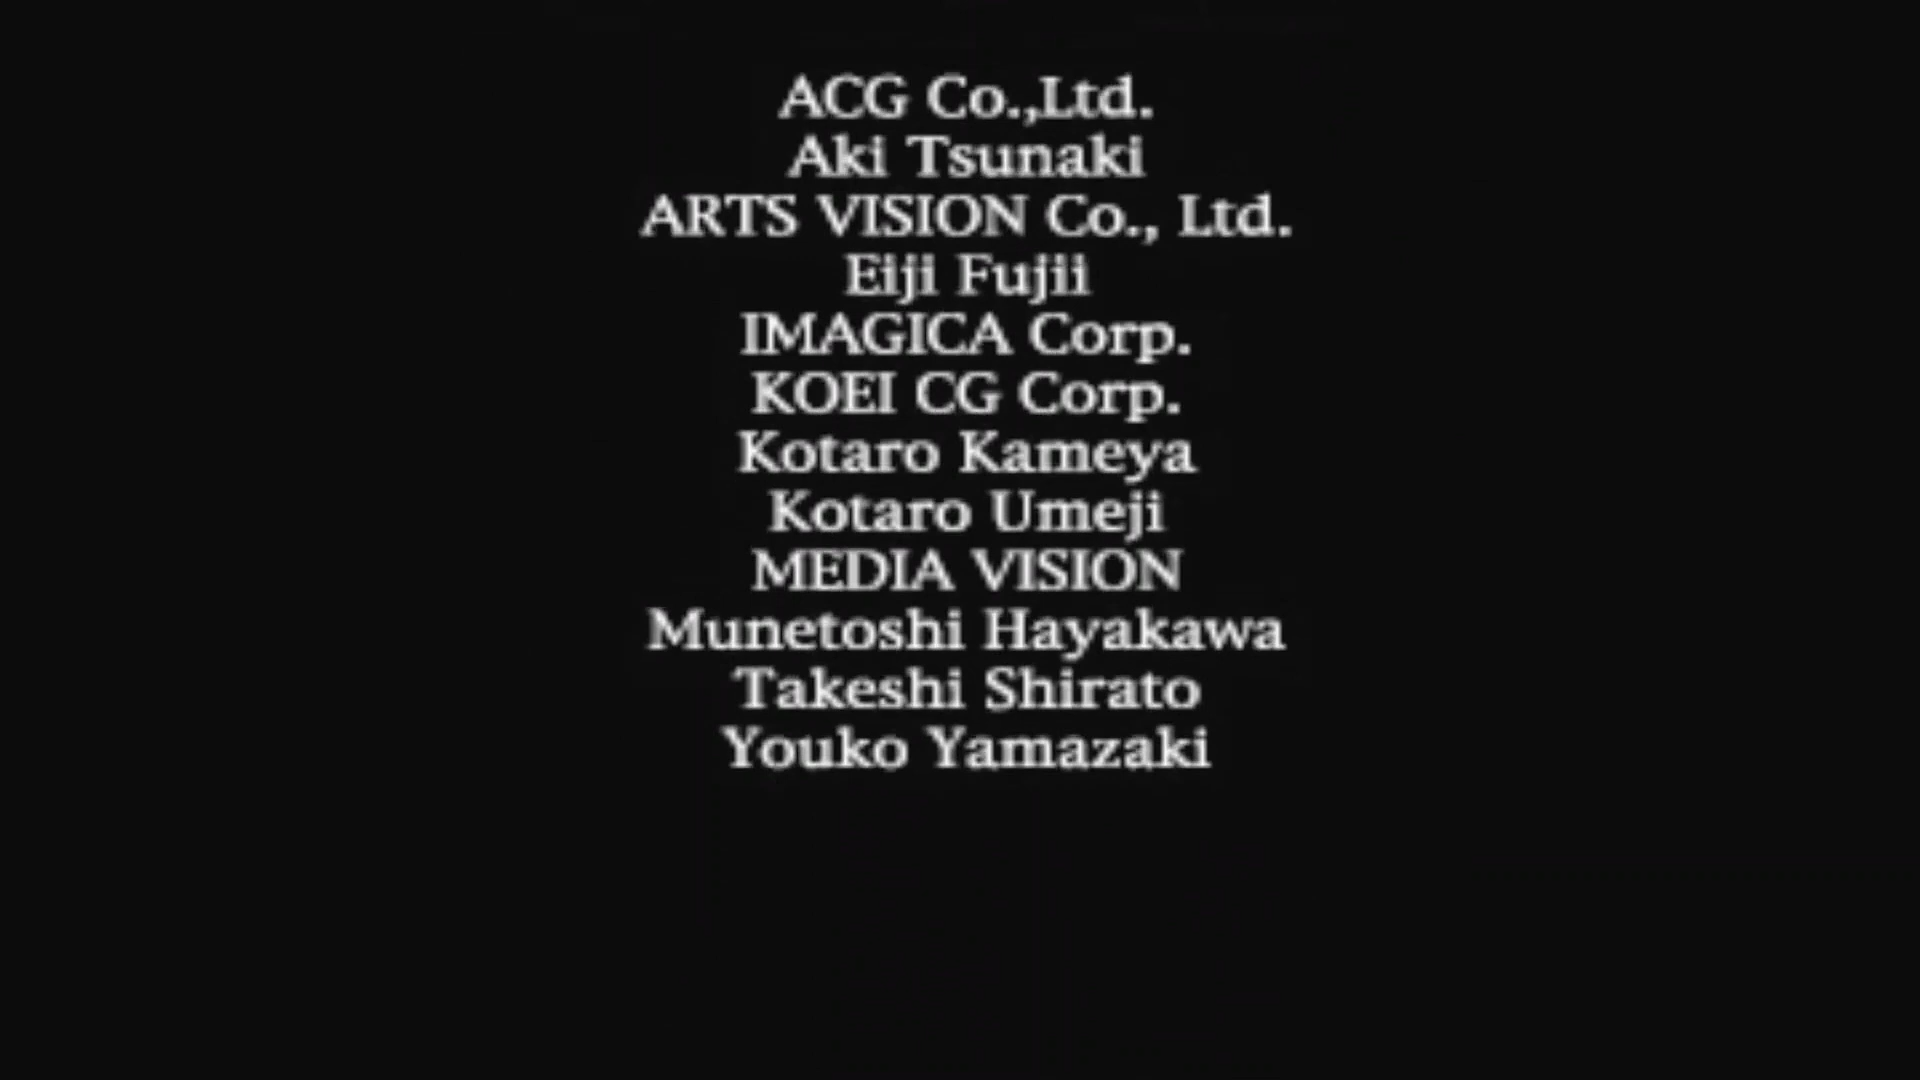 ACG Co.,Ltd.
Aki Tsunaki
ARTS VISION Co., Ltd.
Eiji Fujii
IMAGICA Corp.
KOEI CG Corp.
Kotaro Kameya
Kotaro Umeji
MEDIA VISION
Munetoshi Hayakawa
Takeshi Shirato
Youko Yamazaki